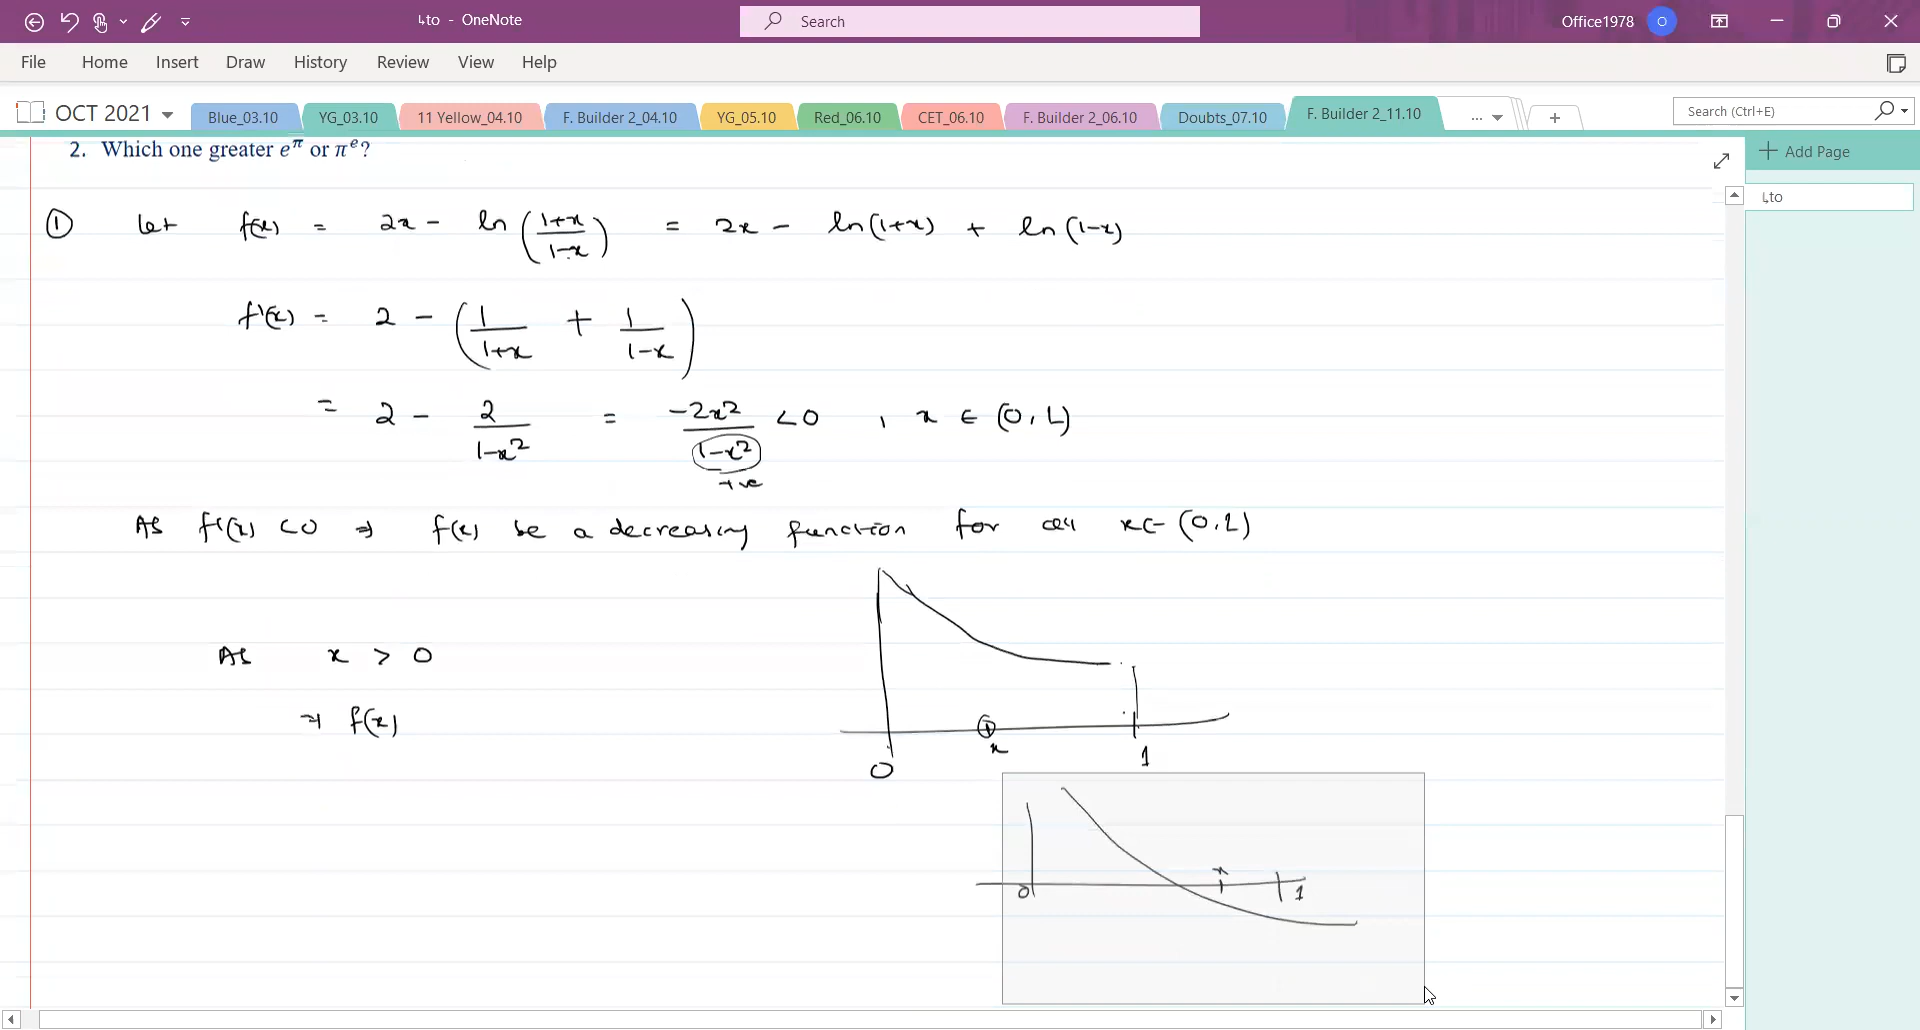 ↳to - OneNote
Search
Office1978
O
File Home Insert Draw History Review View Help
OCT 2021
Blue_03.10
YG_03.10
11 Yellow_04.10
F. Builder 2_04.10
YG_05.10
Red_06.10
CET_06.10
F. Builder 2_06.10
Doubts_07.10
F. Builder 2_11.10
...
+
Search (Ctrl+E)
+ Add Page
↳to
2. Which one greater e^π or π^e?
① Let f(x) = 2x - ln((1+x)/(1-x)) = 2x - ln(1+x) + ln(1-x)
f'(x) = 2 - (1/(1+x) + 1/(1-x))
= 2 - 2/(1-x²) = -2x²/(1-x²) <0 , x ∈ (0,1)
+ve
As f'(x) <0 ⇒ f(x) be a decreasing function for all x∈ (0,1)
As x > 0
⇒ f(x)
x
0
1
x
0
1